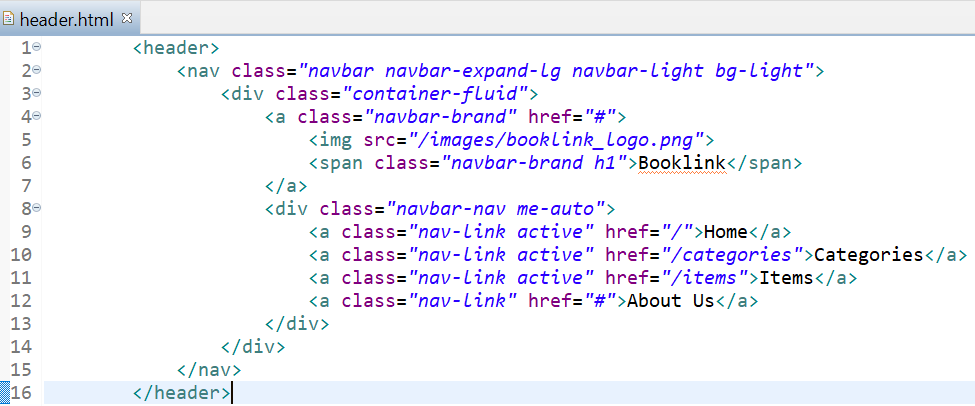 header.html
1 <header>
2 <nav class="navbar navbar-expand-lg navbar-light bg-light">
3 <div class="container-fluid">
4 <a class="navbar-brand" href="#">
5 <img src="/images/booklink_logo.png">
6 <span class="navbar-brand h1">Booklink</span>
7 </a>
8 <div class="navbar-nav me-auto">
9 <a class="nav-link active" href="/">Home</a>
10 <a class="nav-link active" href="/categories">Categories</a>
11 <a class="nav-link active" href="/items">Items</a>
12 <a class="nav-link" href="#">About Us</a>
13 </div>
14 </div>
15 </nav>
16 </header>